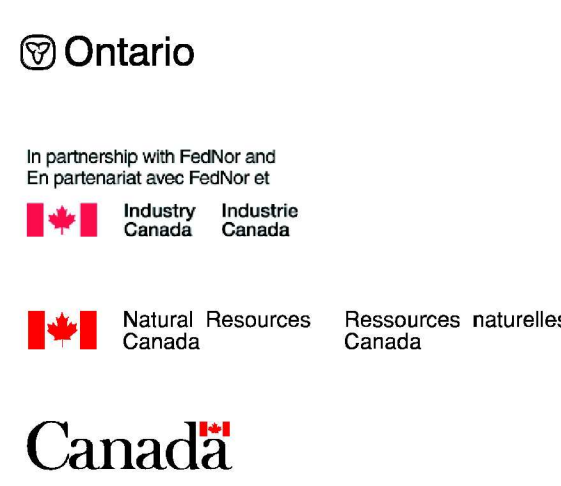 Ontario
In partnership with FedNor and
En partenariat avec FedNor et
Industry Industrie
Canada Canada
Natural Resources Ressources naturelles
Canada Canada
Canada